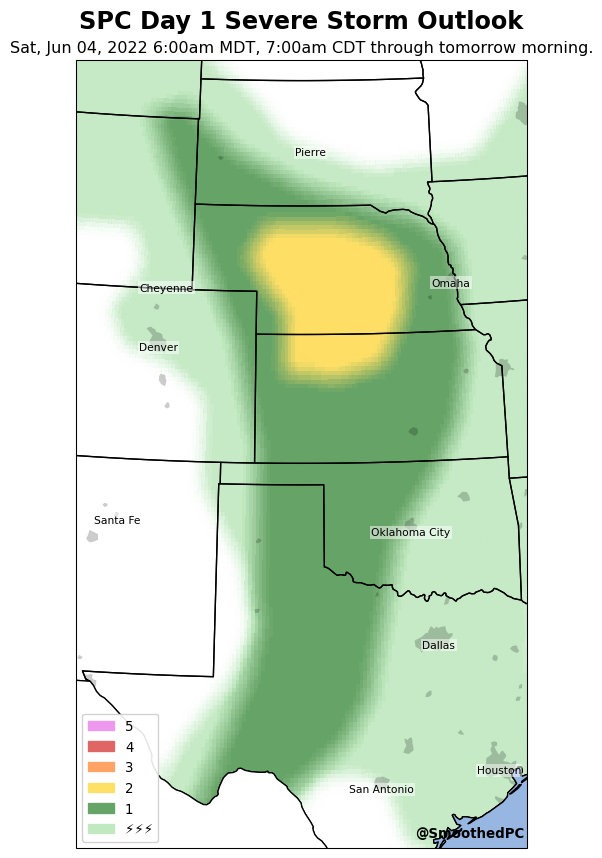 SPC Day 1 Severe Storm Outlook
Sat, Jun 04, 2022 6:00am MDT, 7:00am CDT through tomorrow morning.
Pierre
Omaha
Cheyenne
Denver
Santa Fe
Oklahoma City
Dallas
Houston
San Antonio
5
4
3
2
1
⚡⚡⚡
@SmoothedPC